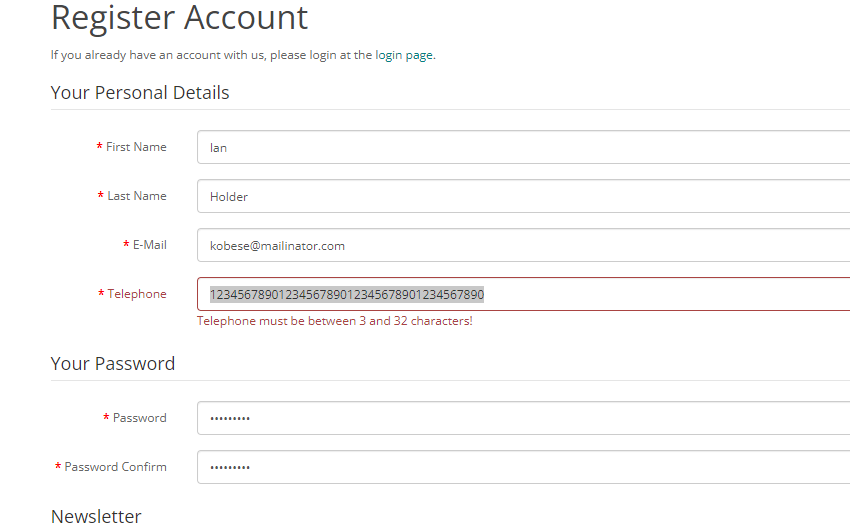 Register Account
If you already have an account with us, please login at the login page.
Your Personal Details
* First Name Ian
* Last Name Holder
* E-Mail kobese@mailinator.com
* Telephone 1234567890123456789012345678901234567890
Telephone must be between 3 and 32 characters!
Your Password
* Password •••••••••
* Password Confirm •••••••••
Newsletter